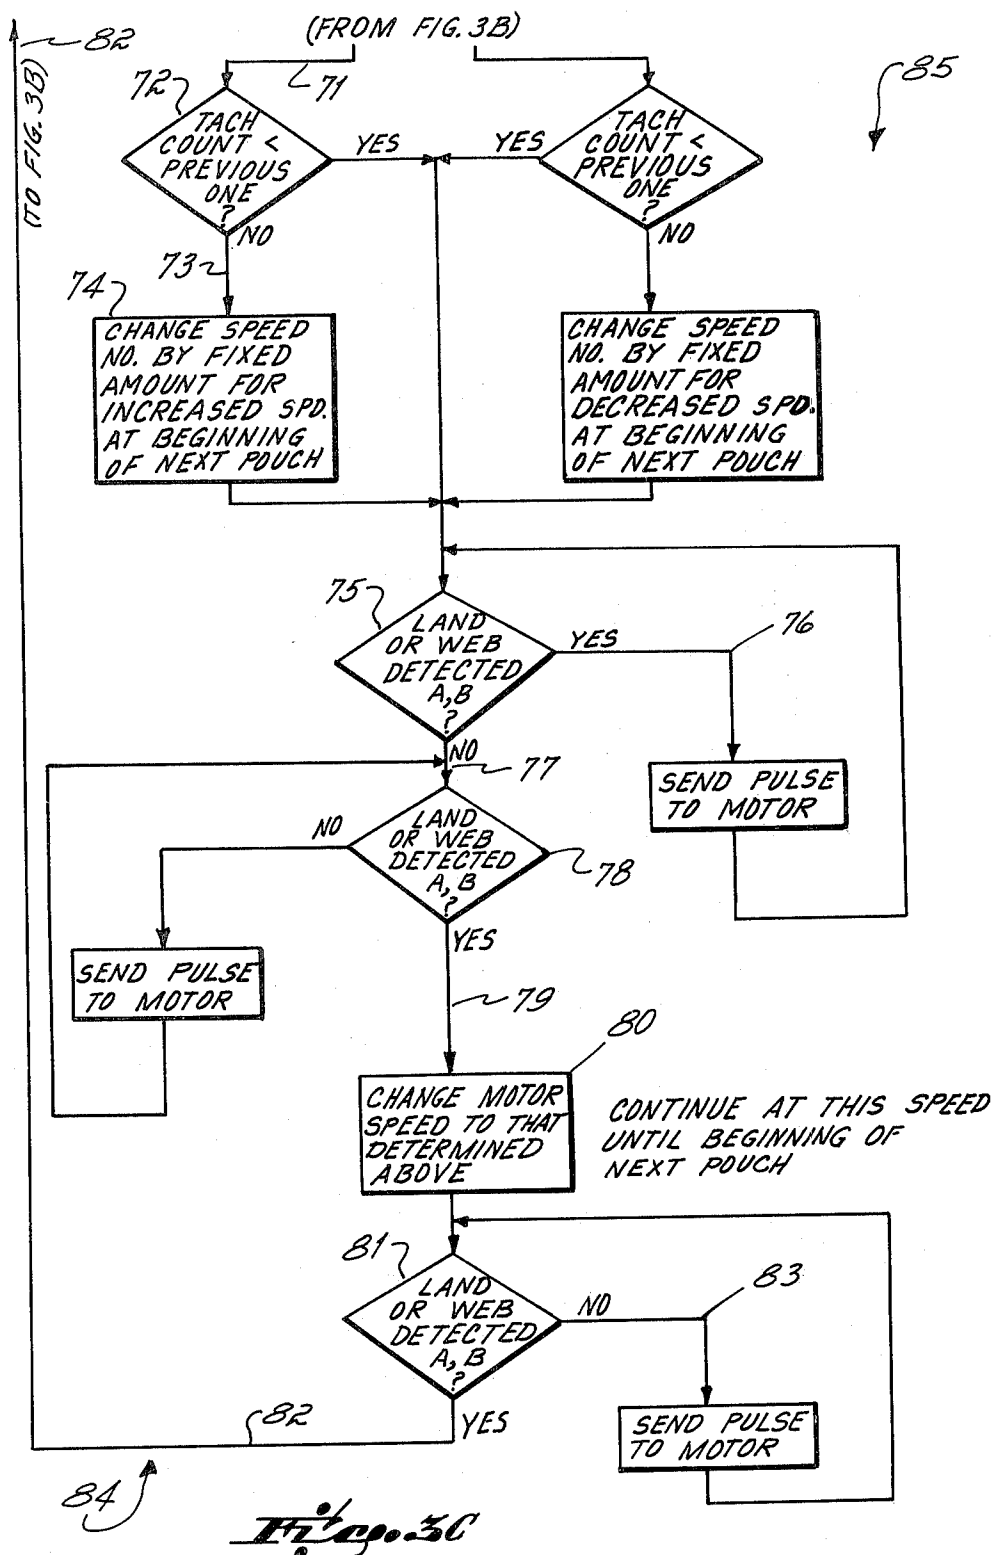 (FROM FIG. 3B)
82
(TO FIG. 3B)
71
85
72
TACH
COUNT <
PREVIOUS
ONE
?
YES
NO
YES
TACH
COUNT <
PREVIOUS
ONE
?
NO
73
74
CHANGE SPEED
NO. BY FIXED
AMOUNT FOR
INCREASED SPD.
AT BEGINNING
OF NEXT POUCH
CHANGE SPEED
NO. BY FIXED
AMOUNT FOR
DECREASED SPD.
AT BEGINNING
OF NEXT POUCH
75
LAND
OR WEB
DETECTED
A, B
?
YES
76
NO
77
SEND PULSE
TO MOTOR
NO
LAND
OR WEB
DETECTED
A, B
?
78
YES
SEND PULSE
TO MOTOR
79
80
CHANGE MOTOR
SPEED TO THAT
DETERMINED
ABOVE
CONTINUE AT THIS SPEED
UNTIL BEGINNING OF
NEXT POUCH
81
LAND
OR WEB
DETECTED
A, B
?
NO
83
YES
82
SEND PULSE
TO MOTOR
84
Fig. 3C